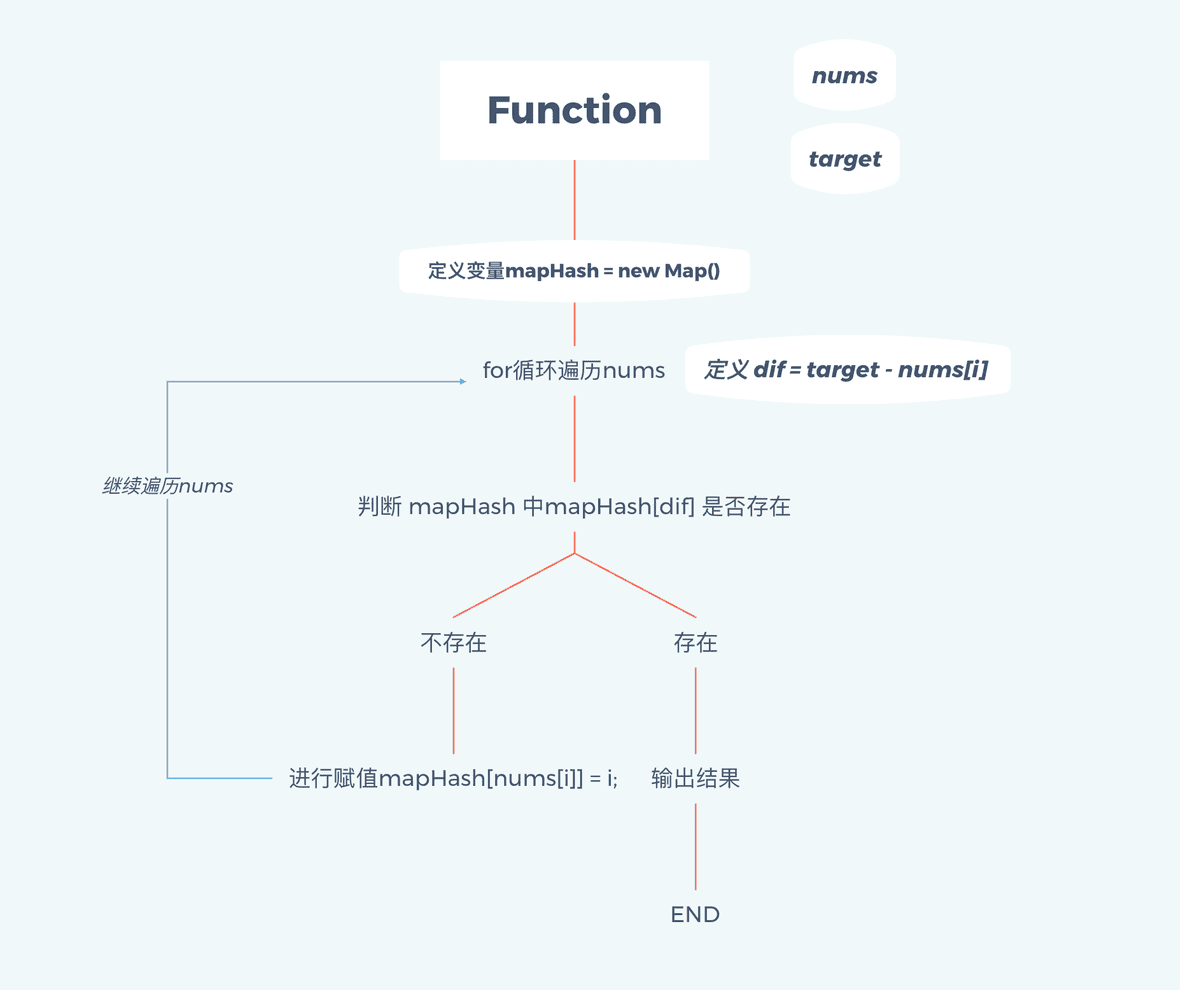 Function
nums
target
定义变量mapHash = new Map()
for循环遍历nums
定义 dif = target - nums[i]
继续遍历nums
判断 mapHash 中mapHash[dif] 是否存在
不存在
存在
进行赋值mapHash[nums[i]] = i;
输出结果
END